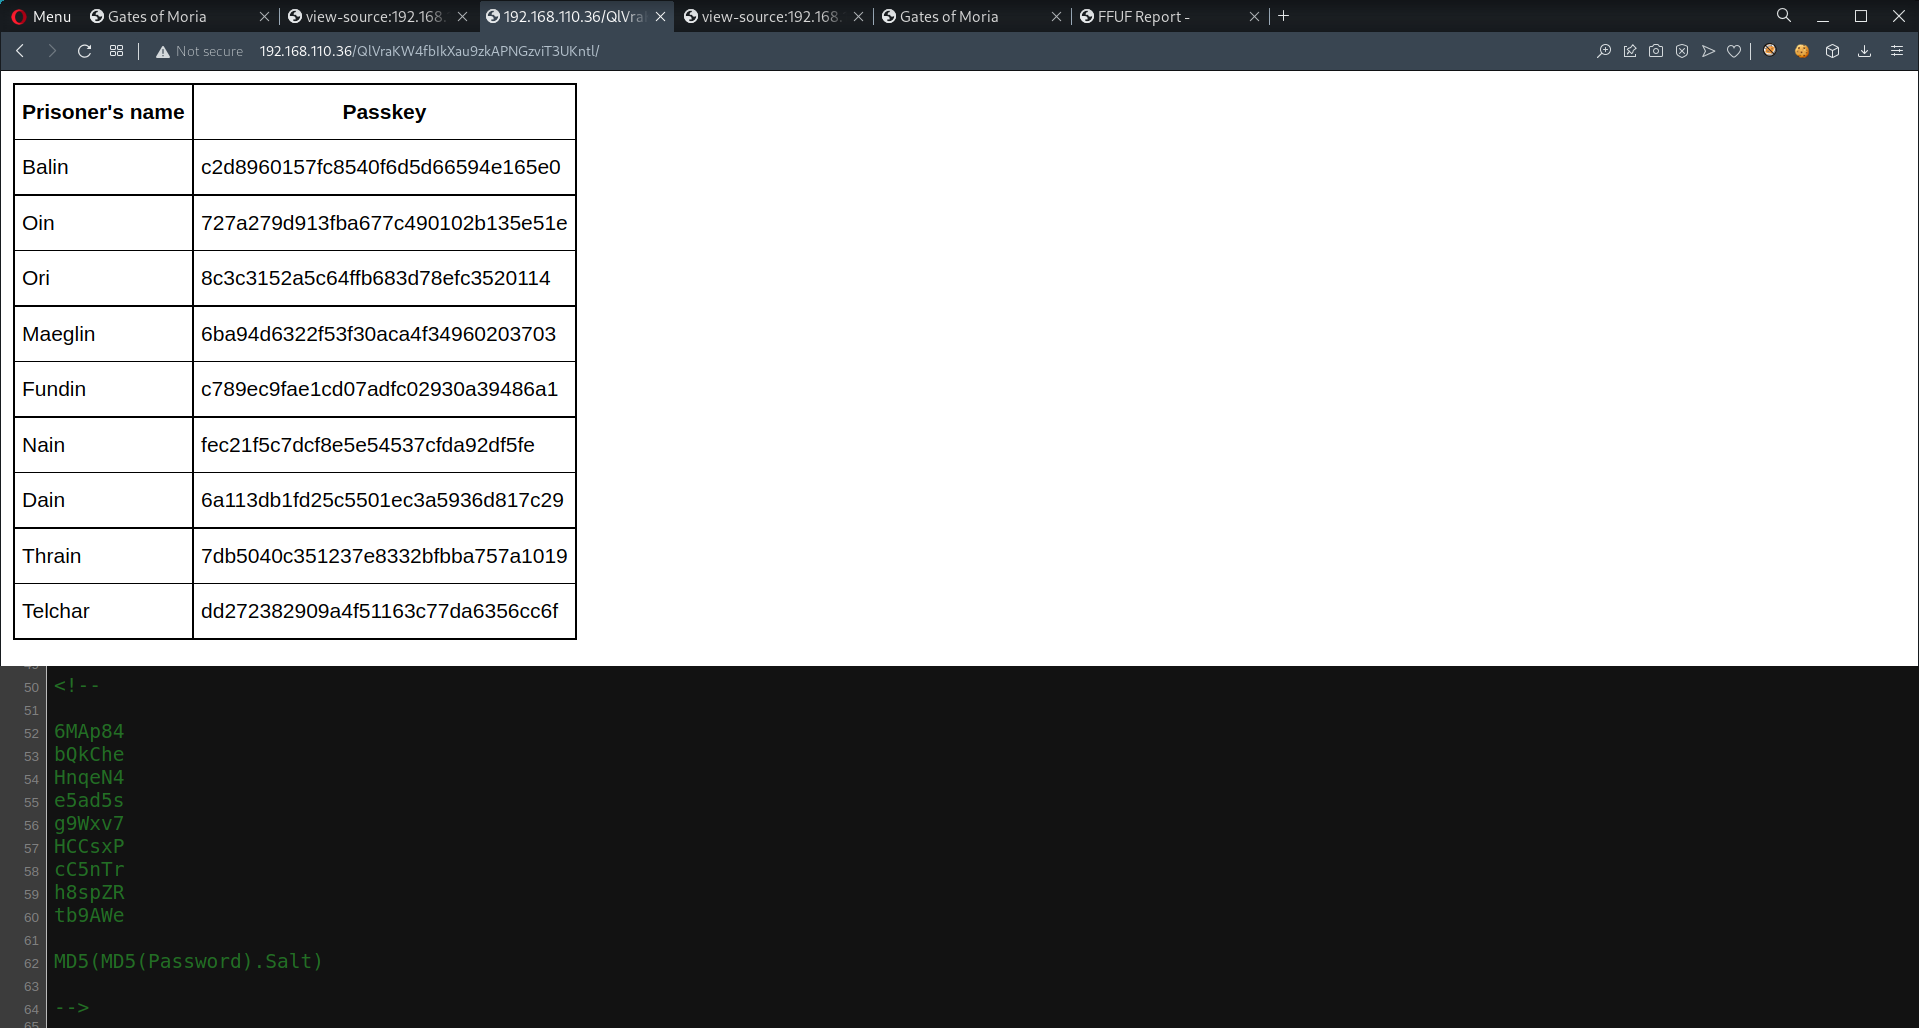 Menu
Gates of Moria
view-source:192.168.
192.168.110.36/QlVra
view-source:192.168.
Gates of Moria
FFUF Report -
Not secure 192.168.110.36/QlVraKW4fbIkXau9zkAPNGzviT3UKntl/
Prisoner's name Passkey
Balin c2d8960157fc8540f6d5d66594e165e0
Oin 727a279d913fba677c490102b135e51e
Ori 8c3c3152a5c64ffb683d78efc3520114
Maeglin 6ba94d6322f53f30aca4f34960203703
Fundin c789ec9fae1cd07adfc02930a39486a1
Nain fec21f5c7dcf8e5e54537cfda92df5fe
Dain 6a113db1fd25c5501ec3a5936d817c29
Thrain 7db5040c351237e8332bfbba757a1019
Telchar dd272382909a4f51163c77da6356cc6f
49
50 <!--
51
52 6MAp84
53 bQkChe
54 HnqeN4
55 e5ad5s
56 g9Wxv7
57 HCCsxP
58 cC5nTr
59 h8spZR
60 tb9AWe
61
62 MD5(MD5(Password).Salt)
63
64 -->
65